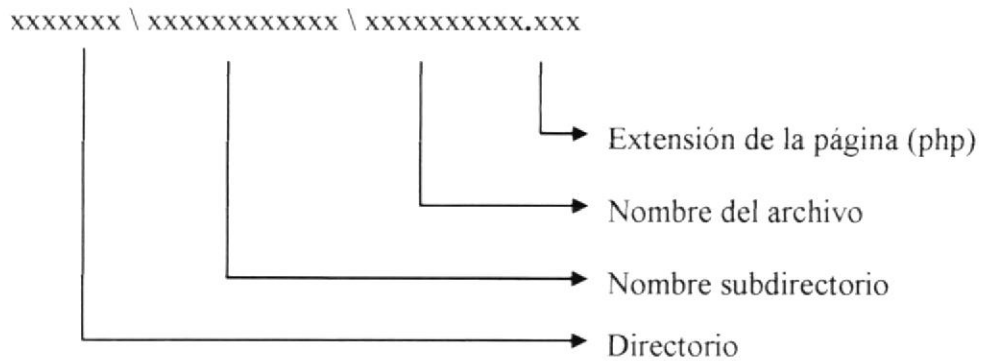 xxxxxxx \ xxxxxxxxxxxx \ xxxxxxxxxx.xxx
Extensión de la página (php)
Nombre del archivo
Nombre subdirectorio
Directorio